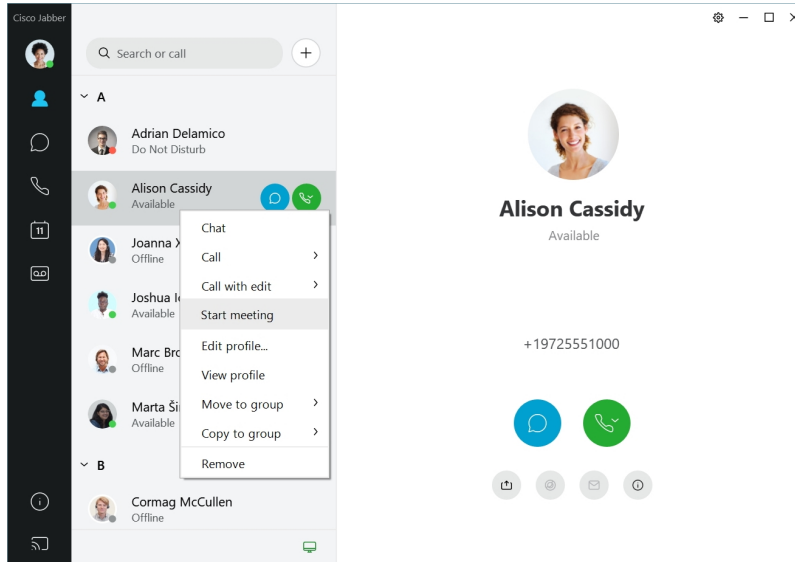 Cisco Jabber
Search or call
A
Adrian Delamico
Do Not Disturb
Alison Cassidy
Available
Joanna
Offline
Joshua
Available
Marc
Offline
Marta
Available
B
Cormag McCullen
Offline
11
Chat
Call
Call with edit
Start meeting
Edit profile...
View profile
Move to group
Copy to group
Remove
Alison Cassidy
Available
+19725551000